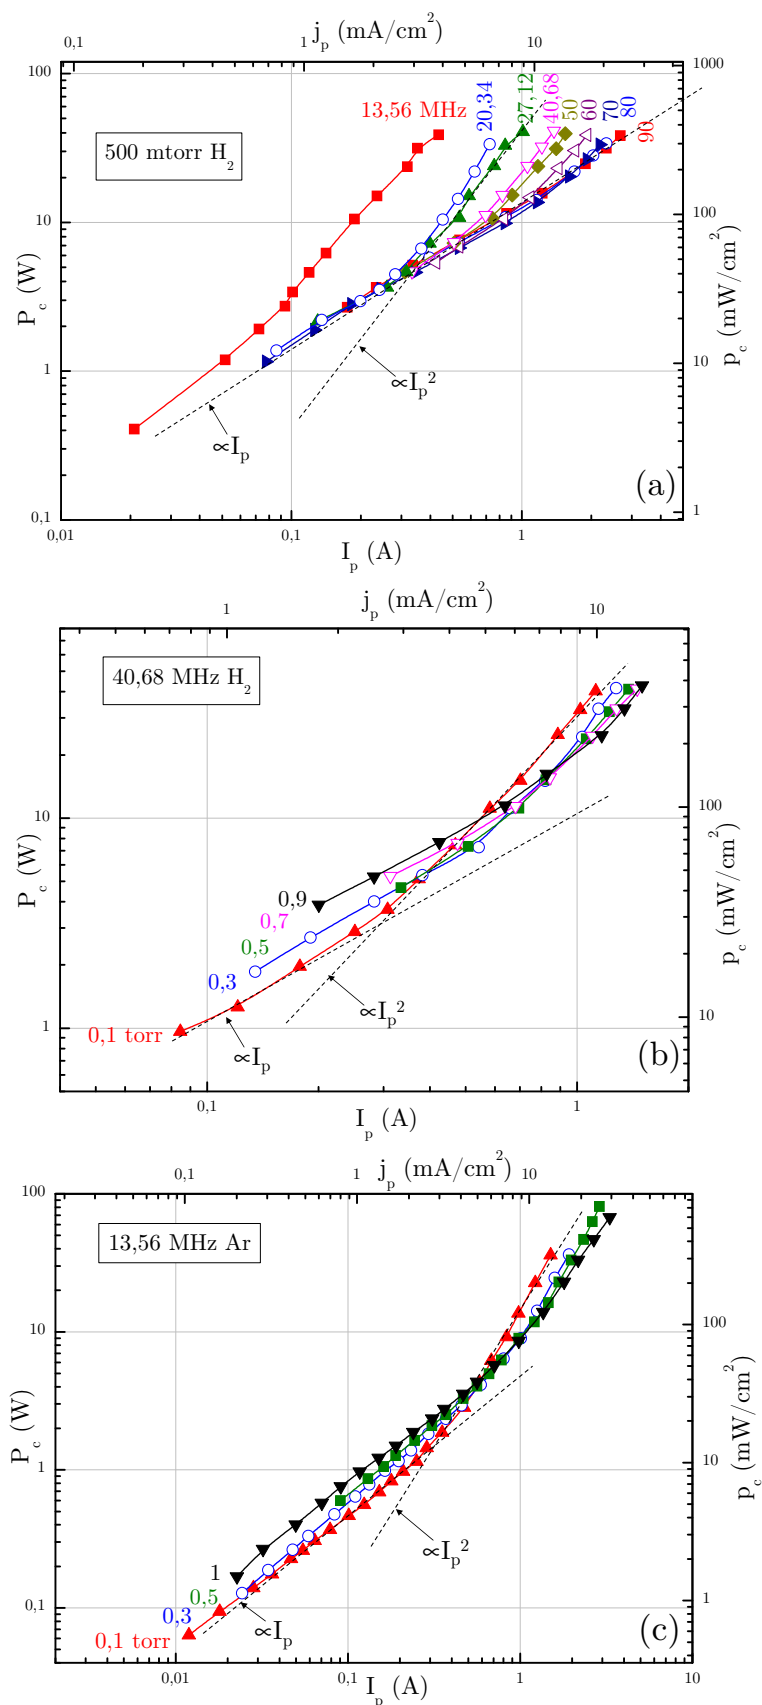 j_p (mA/cm^2)
0,1 1 10
100 1000
13,56 MHz 20,34 27,12 40,68 50 60 70 80 90
500 mtorr H_2
10 100
P_c (W)
p_c (mW/cm^2)
1 10
∝I_p^2
∝I_p
1
(a)
0,1
0,01 0,1 1
I_p (A)
j_p (mA/cm^2)
1 10
40,68 MHz H_2
10 100
P_c (W)
p_c (mW/cm^2)
0,9
0,7
0,5
0,3
0,1 torr
∝I_p^2
∝I_p
1 10
(b)
0,1 1
I_p (A)
j_p (mA/cm^2)
0,1 1 10
100
13,56 MHz Ar
10 100
P_c (W)
p_c (mW/cm^2)
1 10
∝I_p^2
1
0,5
0,3
0,1 torr
∝I_p
0,1 1
(c)
0,01 0,1 1 10
I_p (A)